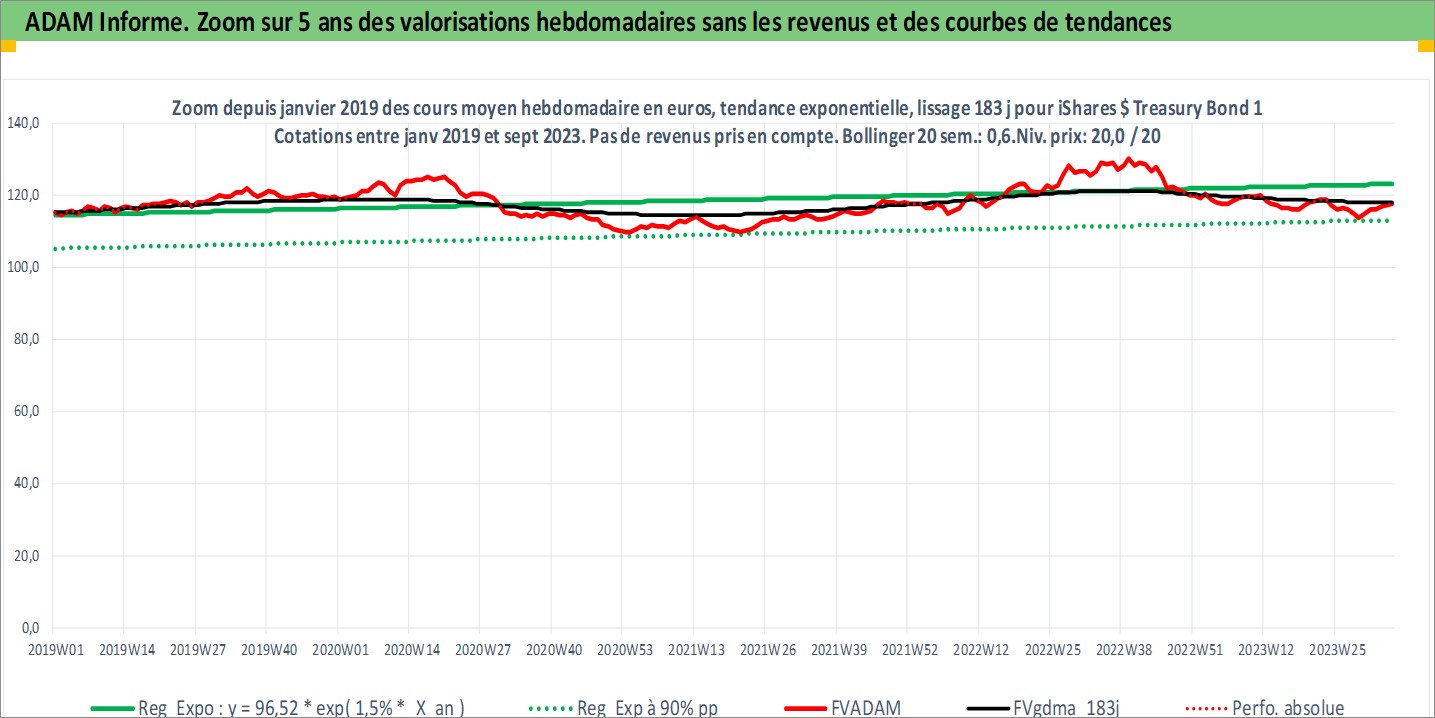 ADAM Informe. Zoom sur 5 ans des valorisations hebdomadaires sans les revenus et des courbes de tendances
Zoom depuis janvier 2019 des cours moyen hebdomadaire en euros, tendance exponentielle, lissage 183 j pour iShares $ Treasury Bond 1
Cotations entre janv 2019 et sept 2023. Pas de revenus pris en compte. Bollinger 20 sem.: 0,6.Niv. prix: 20,0 / 20
140,0
120,0
100,0
80,0
60,0
40,0
20,0
0,0
2019W01 2019W14 2019W27 2019W40 2020W01 2020W14 2020W27 2020W40 2020W53 2021W13 2021W26 2021W39 2021W52 2022W12 2022W25 2022W38 2022W51 2023W12 2023W25
Reg Expo : y = 96,52 * exp( 1,5% * X an ) Reg Exp à 90% pp FVADAM FVgdma 183j Perfo. absolue